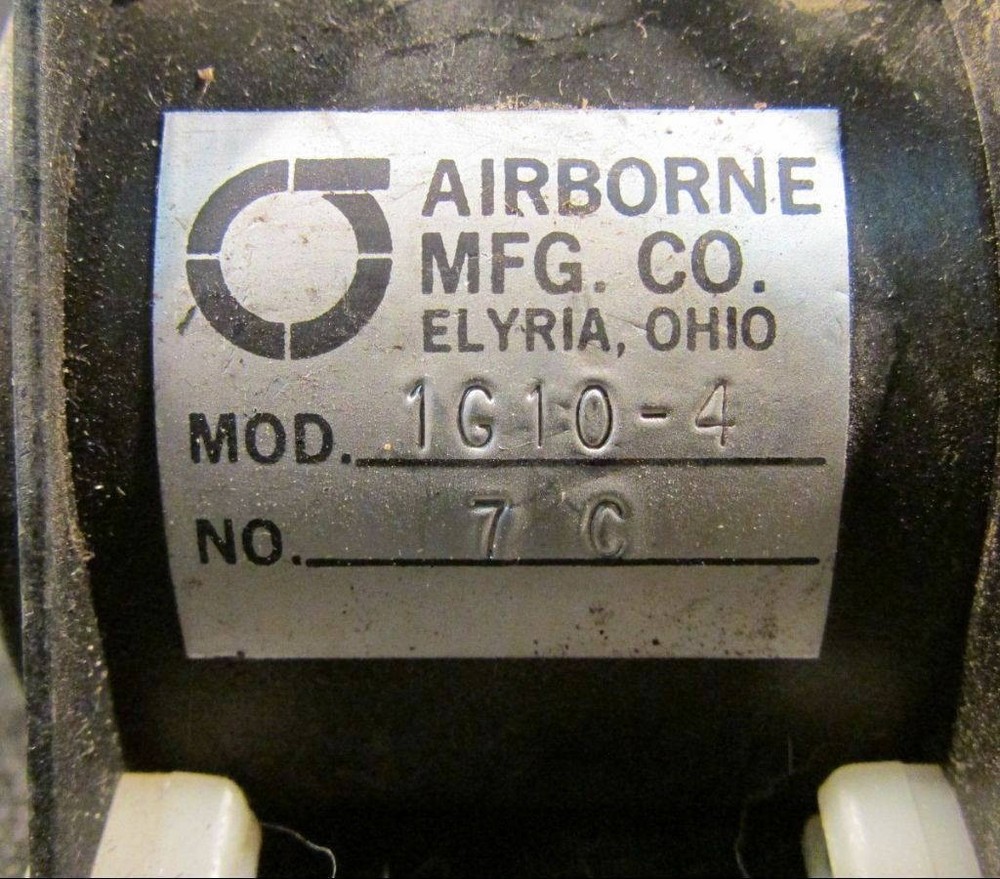 AIRBORNE
MFG. CO.
ELYRIA, OHIO
MOD. 1G10-4
NO. 7 C